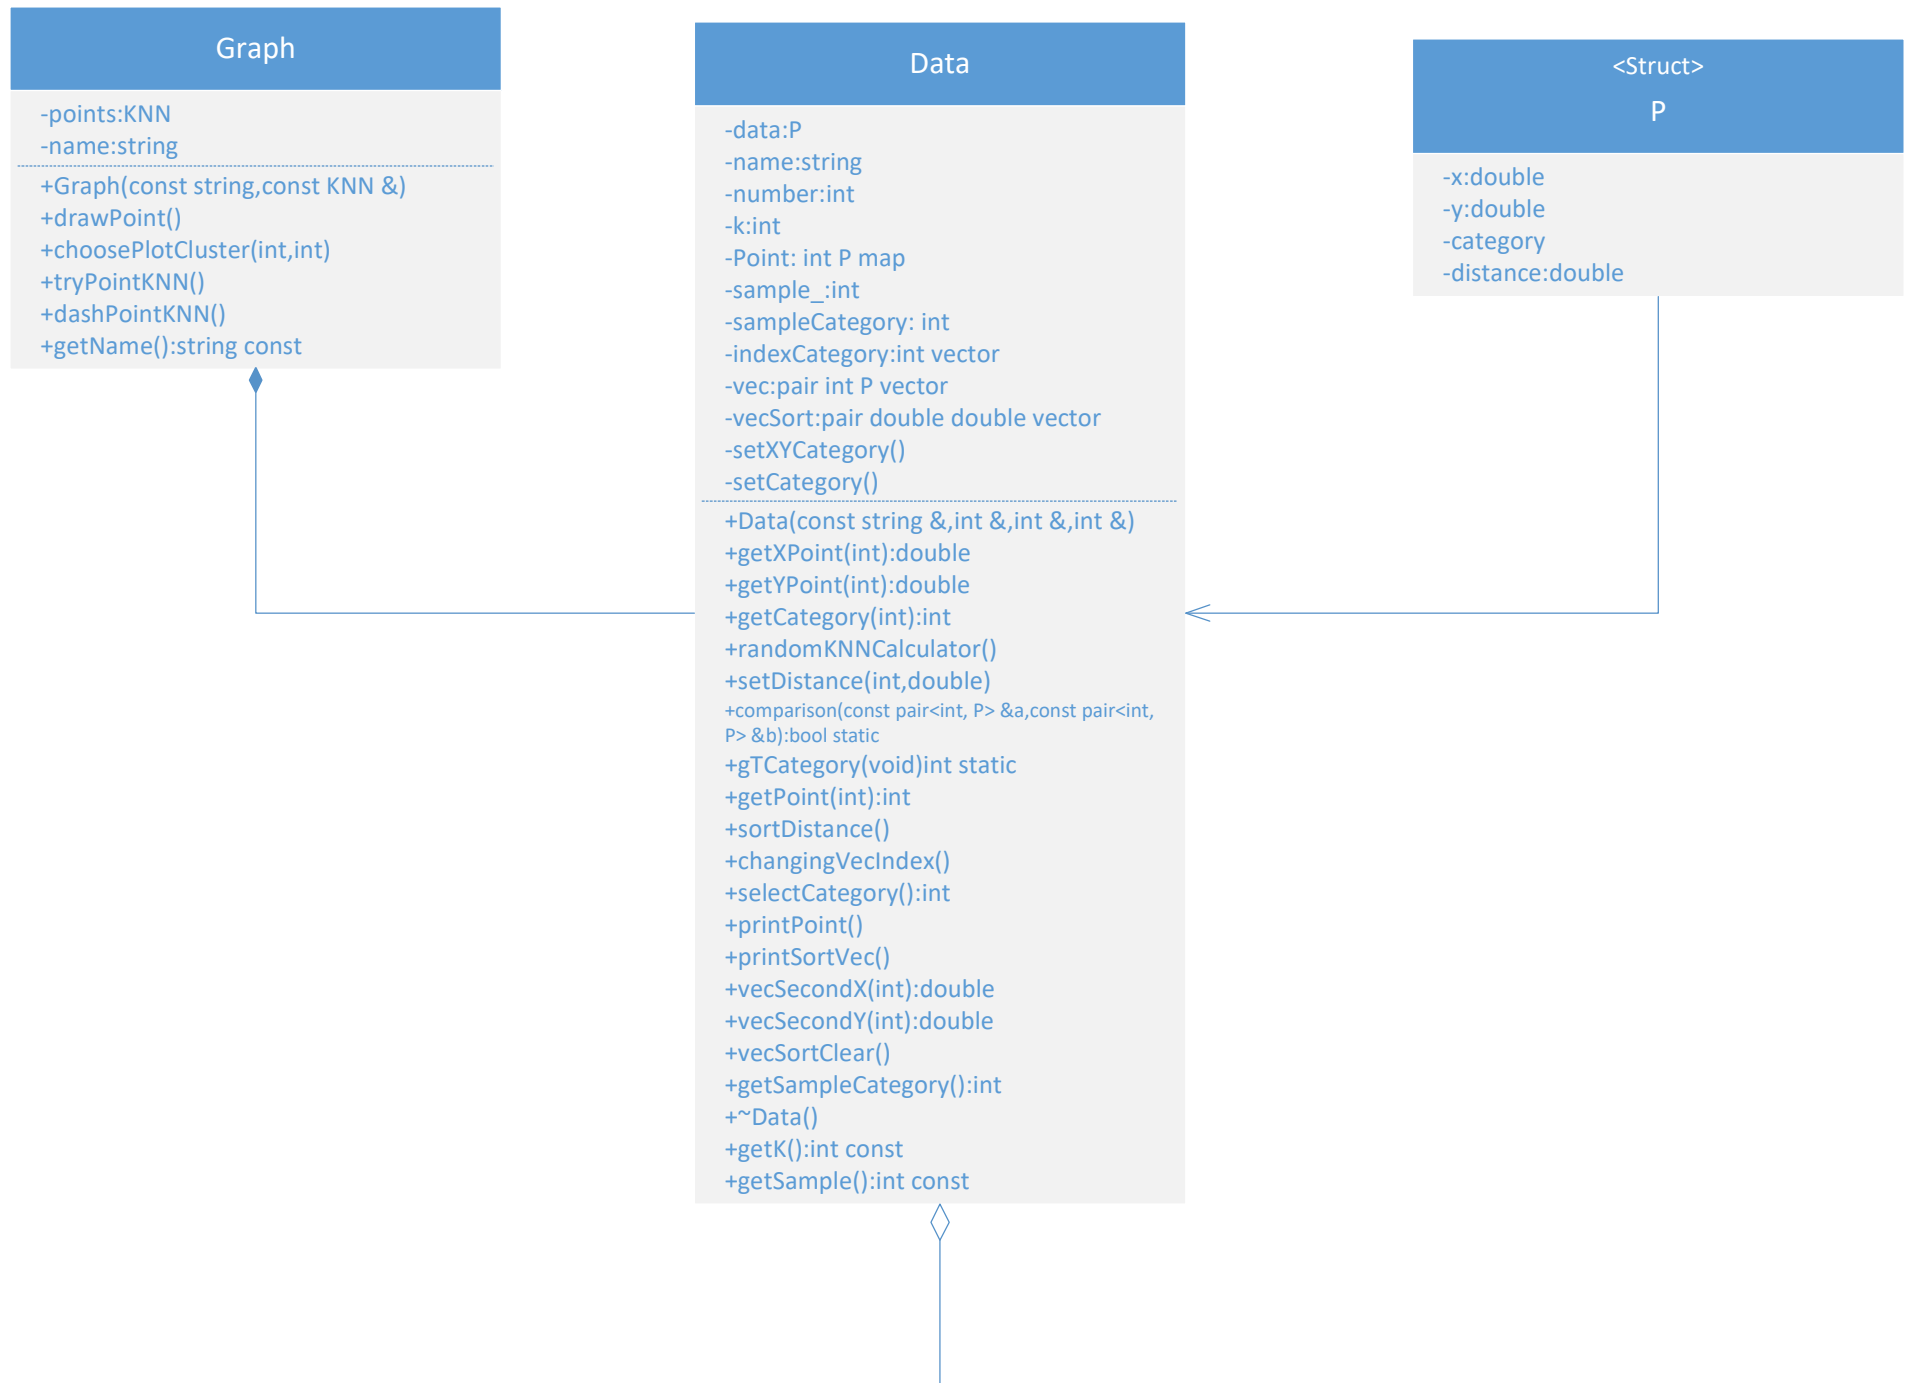 Graph
-points:KNN
-name:string
+Graph(const string,const KNN &)
+drawPoint()
+choosePlotCluster(int,int)
+tryPointKNN()
+dashPointKNN()
+getName():string const
Data
-data:P
-name:string
-number:int
-k:int
-Point: int P map
-sample_:int
-sampleCategory: int
-indexCategory:int vector
-vec:pair int P vector
-vecSort:pair double double vector
-setXYCategory()
-setCategory()
+Data(const string &,int &,int &,int &)
+getXPoint(int):double
+getYPoint(int):double
+getCategory(int):int
+randomKNNCalculator()
+setDistance(int,double)
+comparison(const pair<int, P> &a,const pair<int,
P> &b):bool static
+gTCategory(void)int static
+getPoint(int):int
+sortDistance()
+changingVecIndex()
+selectCategory():int
+printPoint()
+printSortVec()
+vecSecondX(int):double
+vecSecondY(int):double
+vecSortClear()
+getSampleCategory():int
+~Data()
+getK():int const
+getSample():int const
<Struct>
P
-x:double
-y:double
-category
-distance:double